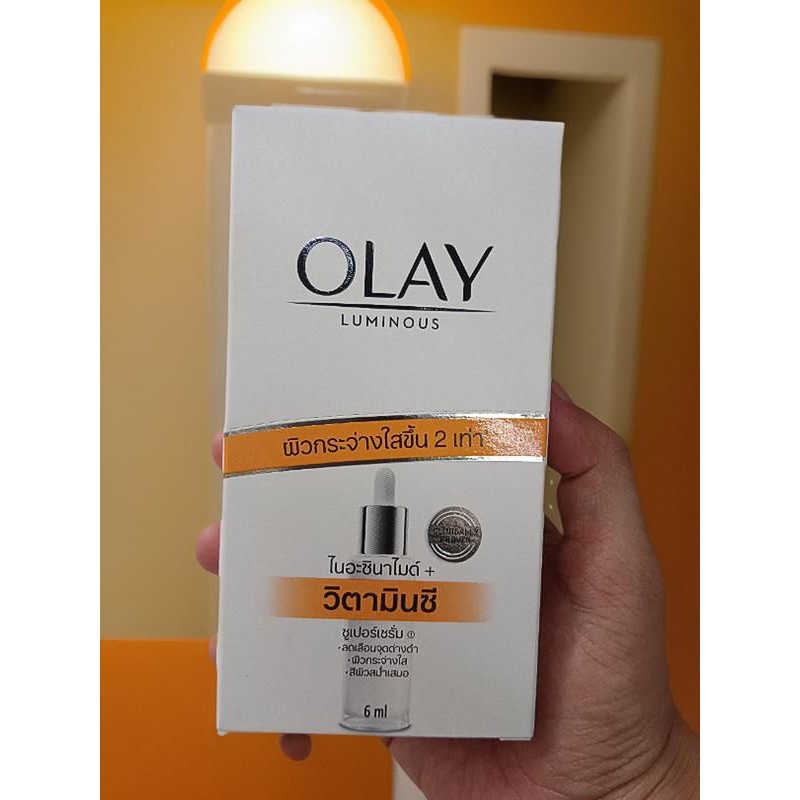 OLAY
LUMINOUS
ผิวกระจ่างใสขึ้น 2 เท่า
CLINICALLY
PROVEN
ไนอะซินาไมด์ +
วิตามินซี
ซูเปอร์เซรั่ม
•ลดเลือนจุดด่างดำ
•ผิวกระจ่างใส
•สีผิวสม่ำเสมอ
6 ml